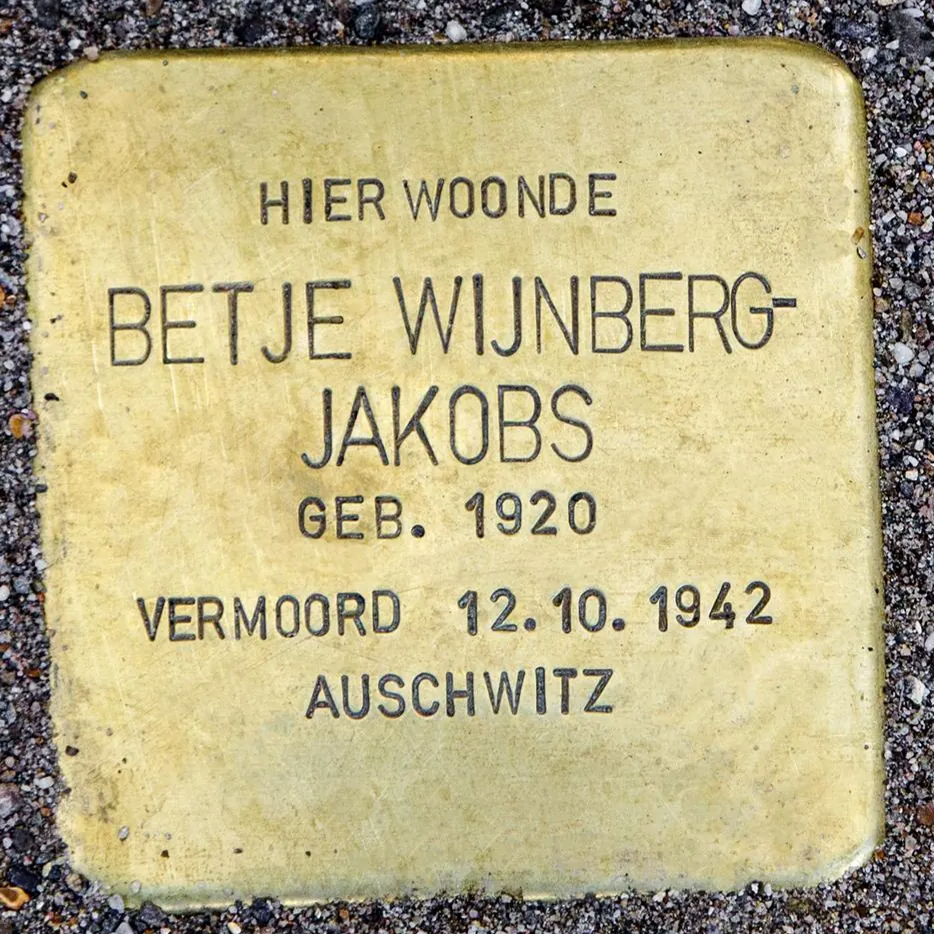 HIER WOONDE
BETJE WIJNBERG-
JAKOBS
GEB. 1920
VERMOORD 12.10.1942
AUSCHWITZ